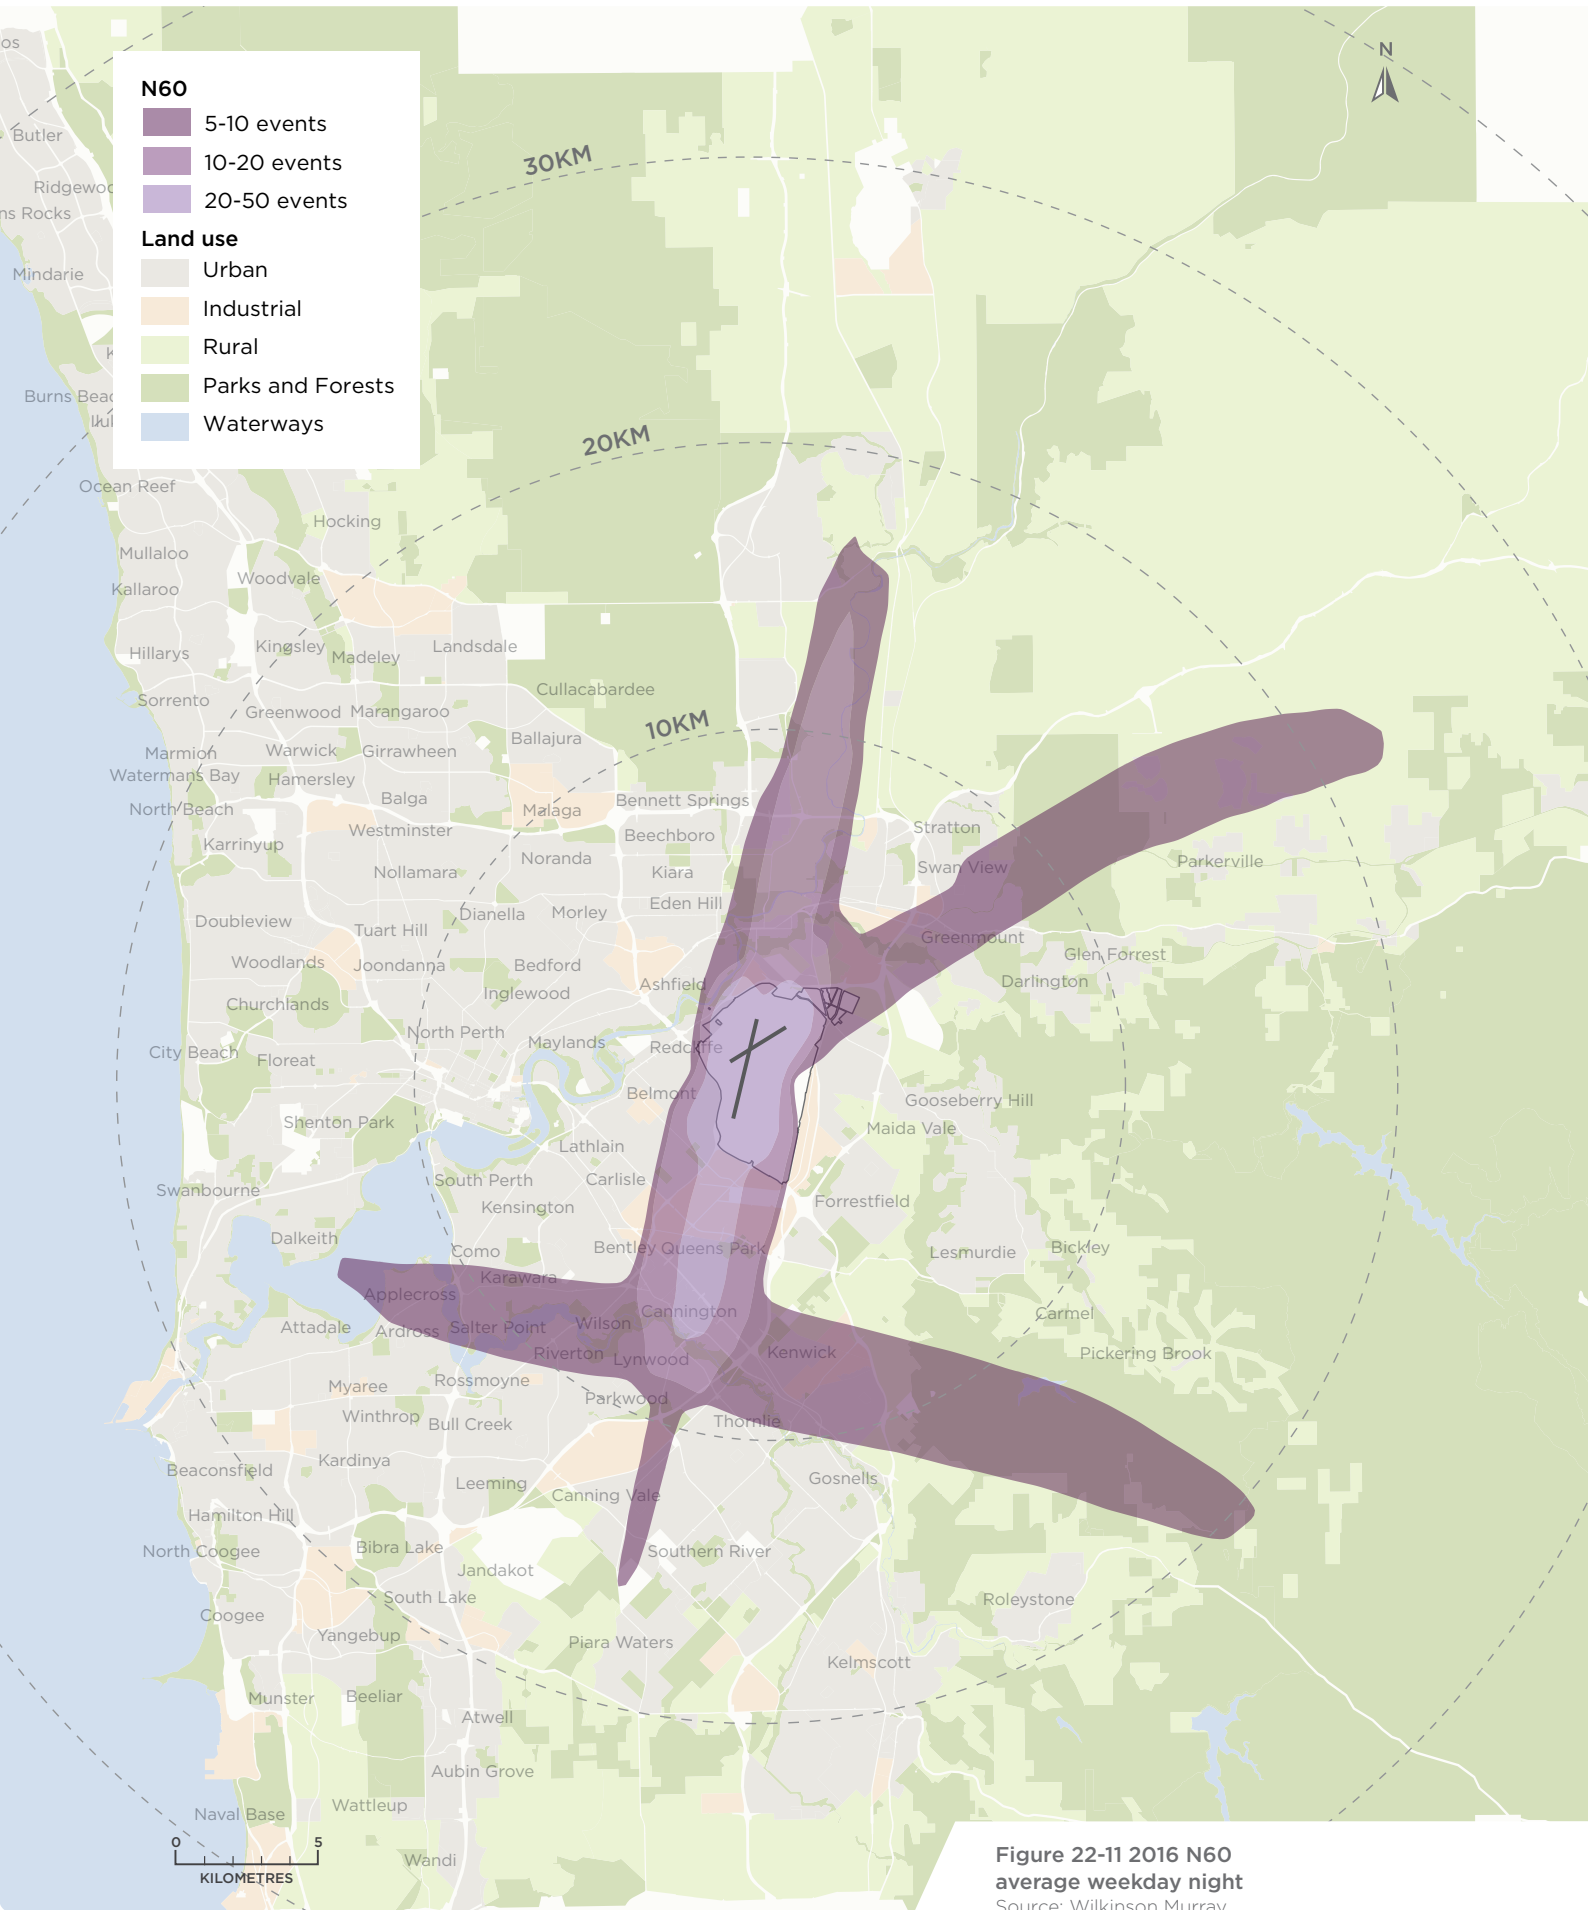 N
N60
5-10 events
10-20 events
20-50 events
Land use
Urban
Industrial
Rural
Parks and Forests
Waterways
30KM
20KM
10KM
os
Butler
Ridgewoo
ns Rocks
Mindarie
K
Burns Beac
Ocean Reef
Hocking
Mullaloo
Woodvale
Kallaroo
Hillarys
Kingsley
Madeley
Landsdale
Cullacabardee
Sorrento
Greenwood
Marangaroo
Ballajura
Marmion
Warwick
Girrawheen
Watermans Bay
Hamersley
North Beach
Balga
Malaga
Bennett Springs
Karrinyup
Westminster
Beechboro
Stratton
Nollamara
Noranda
Kiara
Swan View
Parkerville
Doubleview
Dianella
Morley
Eden Hill
Tuart Hill
Greenmount
Glen Forrest
Woodlands
Joondanna
Bedford
Ashfield
Darlington
Churchlands
Inglewood
North Perth
Maylands
Redcliffe
City Beach
Floreat
Belmont
Gooseberry Hill
Shenton Park
Maida Vale
Lathlain
Swanbourne
South Perth
Carlisle
Kensington
Forrestfield
Dalkeith
Como
Bentley
Queens Park
Lesmurdie
Bickley
Karawara
Applecross
Cannington
Carmel
Attadale
Ardross
Salter Point
Wilson
Riverton
Lynwood
Kenwick
Pickering Brook
Myaree
Rossmoyne
Parkwood
Winthrop
Bull Creek
Thornlie
Beaconsfield
Kardinya
Leeming
Canning Vale
Gosnells
Hamilton Hill
North Coogee
Bibra Lake
Jandakot
Southern River
South Lake
Roleystone
Coogee
Yangebup
Piara Waters
Kelmscott
Munster
Beeliar
Atwell
Aubin Grove
Naval Base
Wattleup
Wandi
0 5
KILOMETRES
Figure 22-11 2016 N60
average weekday night
Source: Wilkinson Murray